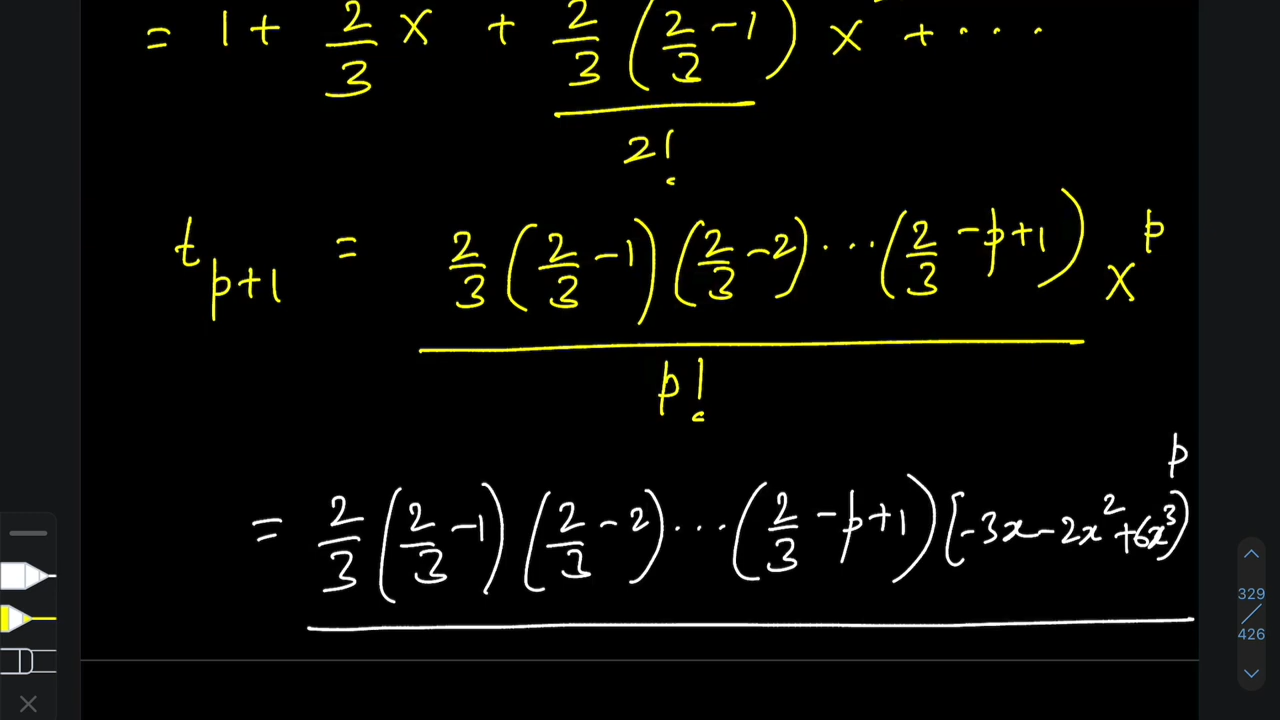 = 1 + 2/3 X + 2/3 (2/3 - 1) / 2! X + ...
t_{p+1} = 2/3 (2/3 - 1) (2/3 - 2) ... (2/3 - p + 1) / p! X^p
= 2/3 (2/3 - 1) (2/3 - 2) ... (2/3 - p + 1) (-3x - 2x^2 + 6x^3)^p
329
426